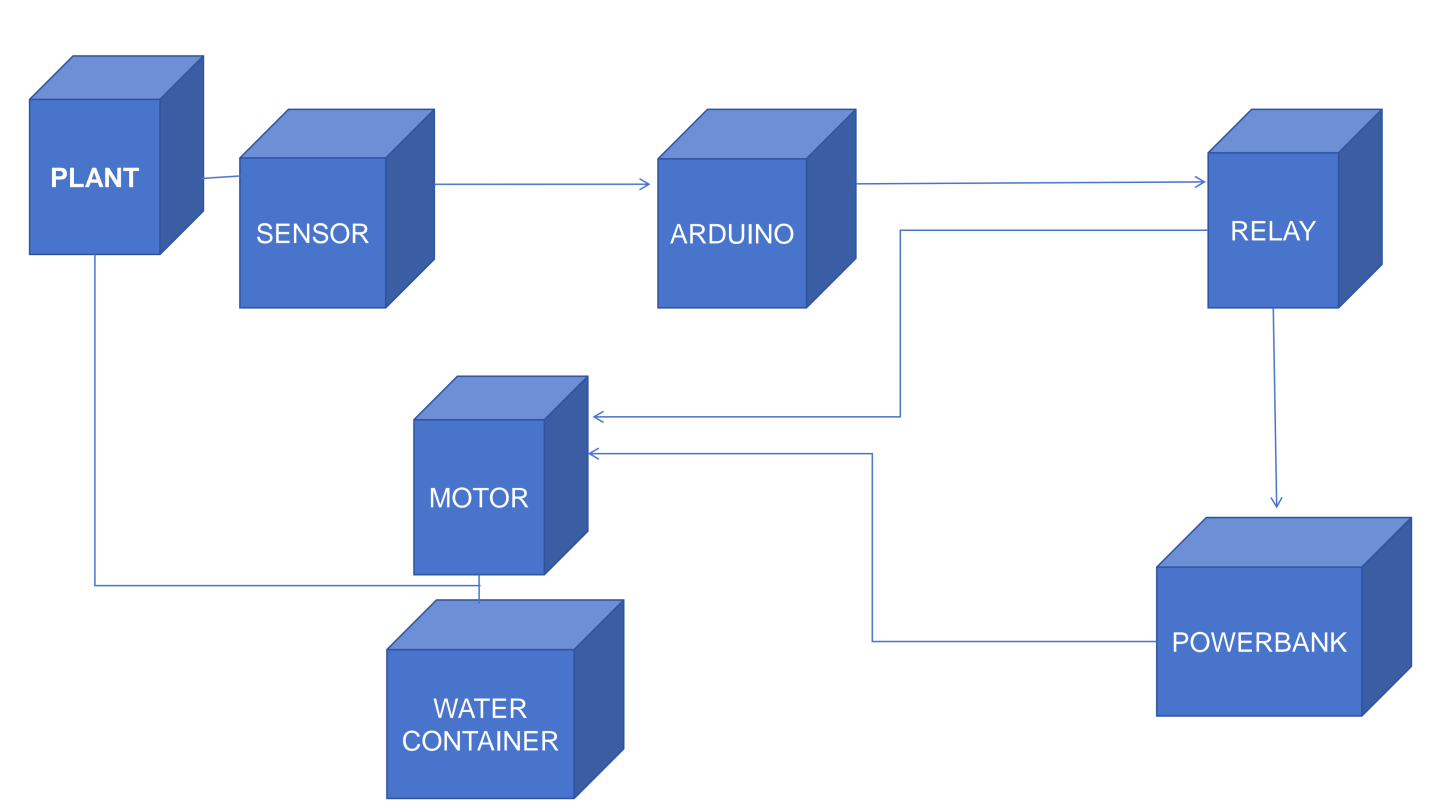 PLANT
SENSOR
ARDUINO
RELAY
MOTOR
POWERBANK
WATER
CONTAINER